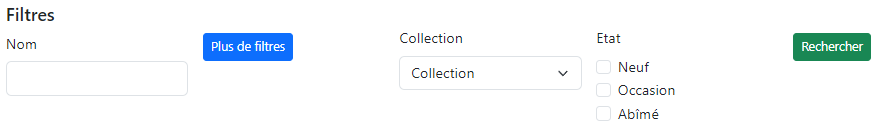 Filtres
Nom
Plus de filtres
Collection
Collection
Etat
Neuf
Occasion
Abîmé
Rechercher